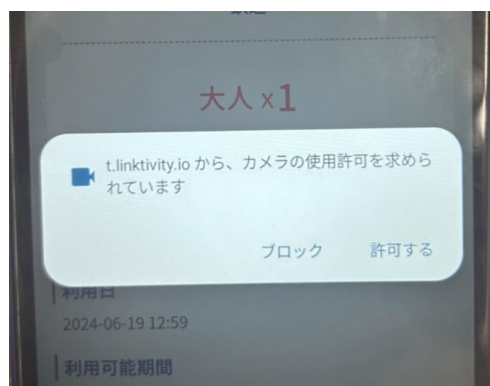 大人 x1
t.linktivity.io から、カメラの使用許可を求めら
れています
ブロック 許可する
利用日
2024-06-19 12:59
利用可能期間